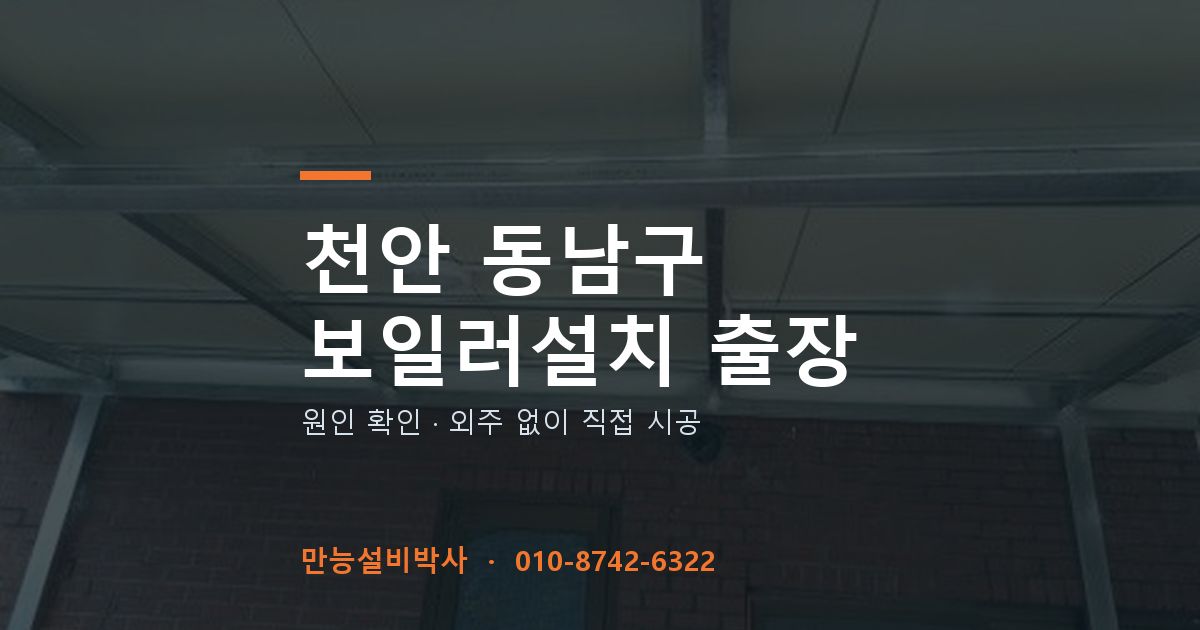 천안 동남구
보일러설치 출장
원인 확인 · 외주 없이 직접 시공
만능설비박사 · 010-8742-6322